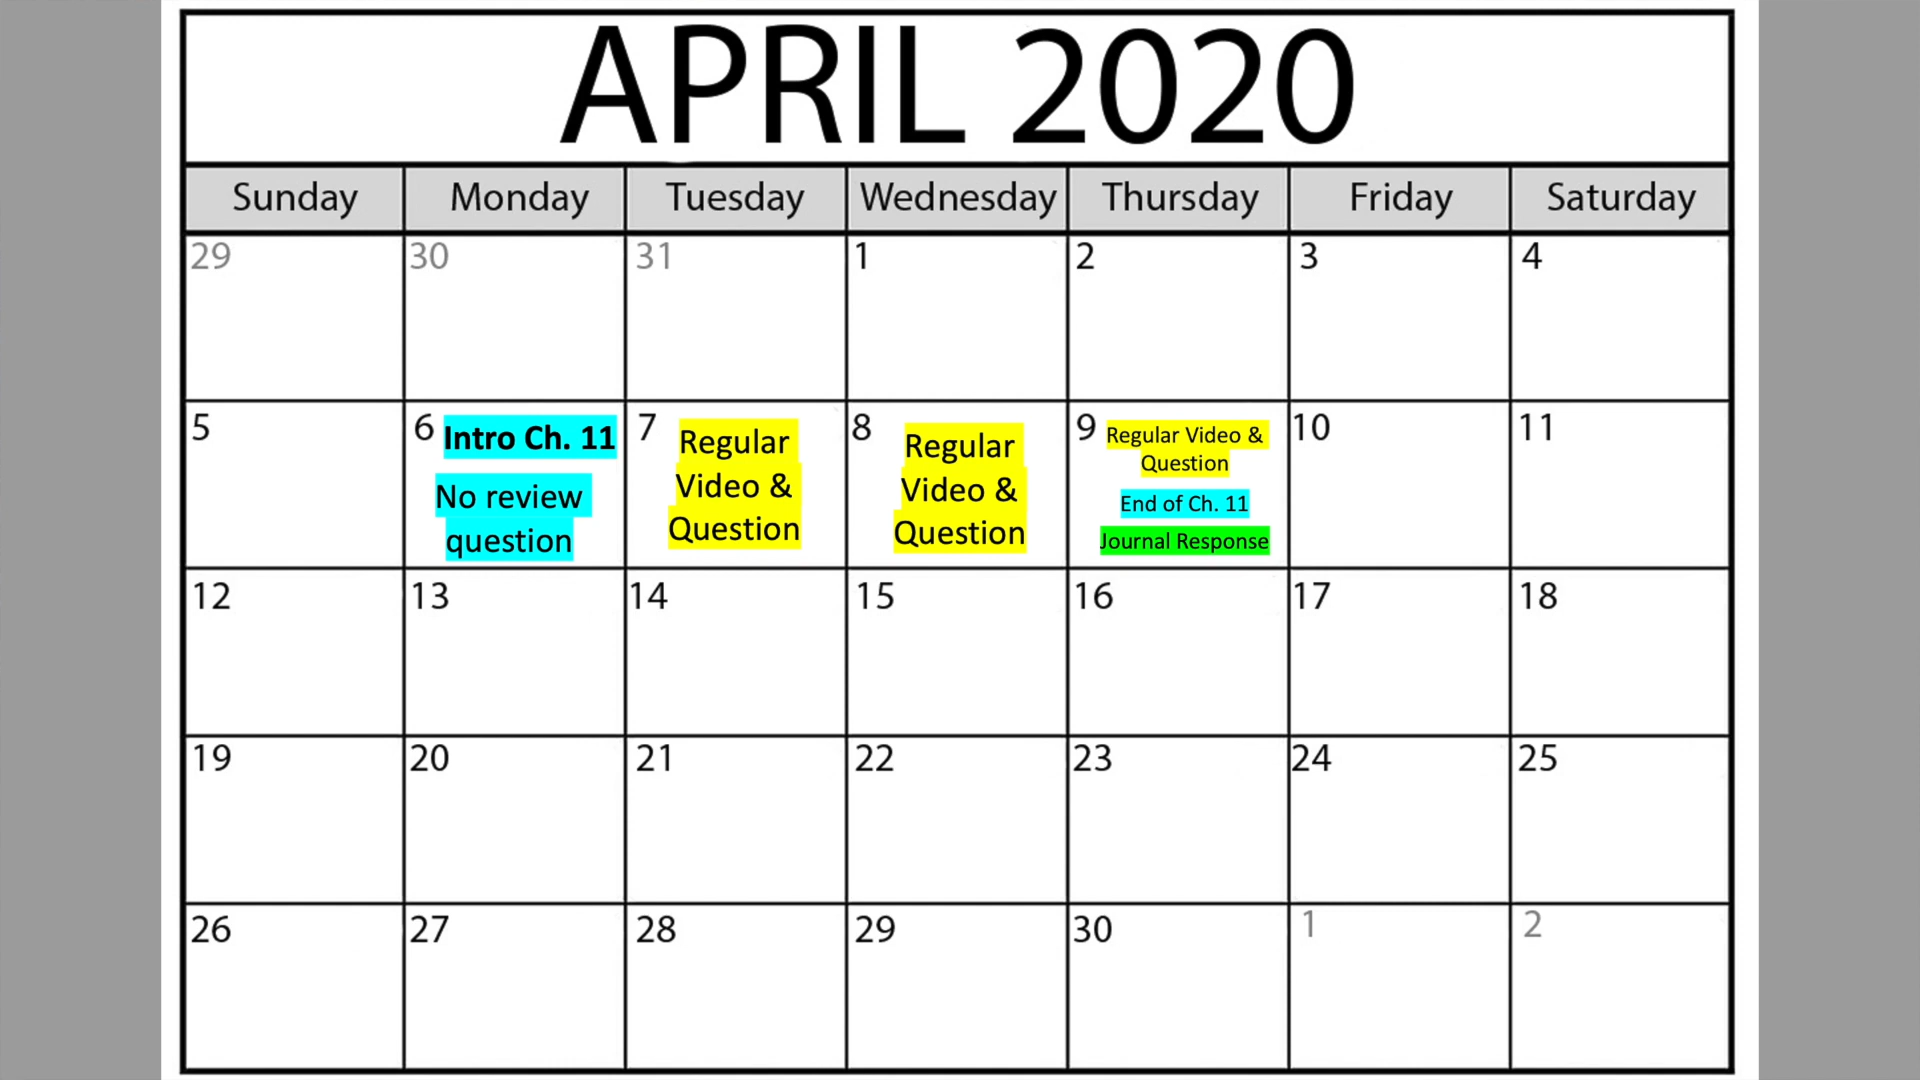 APRIL 2020
Sunday Monday Tuesday Wednesday Thursday Friday Saturday
29 30 31 1 2 3 4
5
6 Intro Ch. 11
No review
question
7 Regular
Video &
Question
8 Regular
Video &
Question
9 Regular Video &
Question
End of Ch. 11
Journal Response
10 11
12 13 14 15 16 17 18
19 20 21 22 23 24 25
26 27 28 29 30 1 2